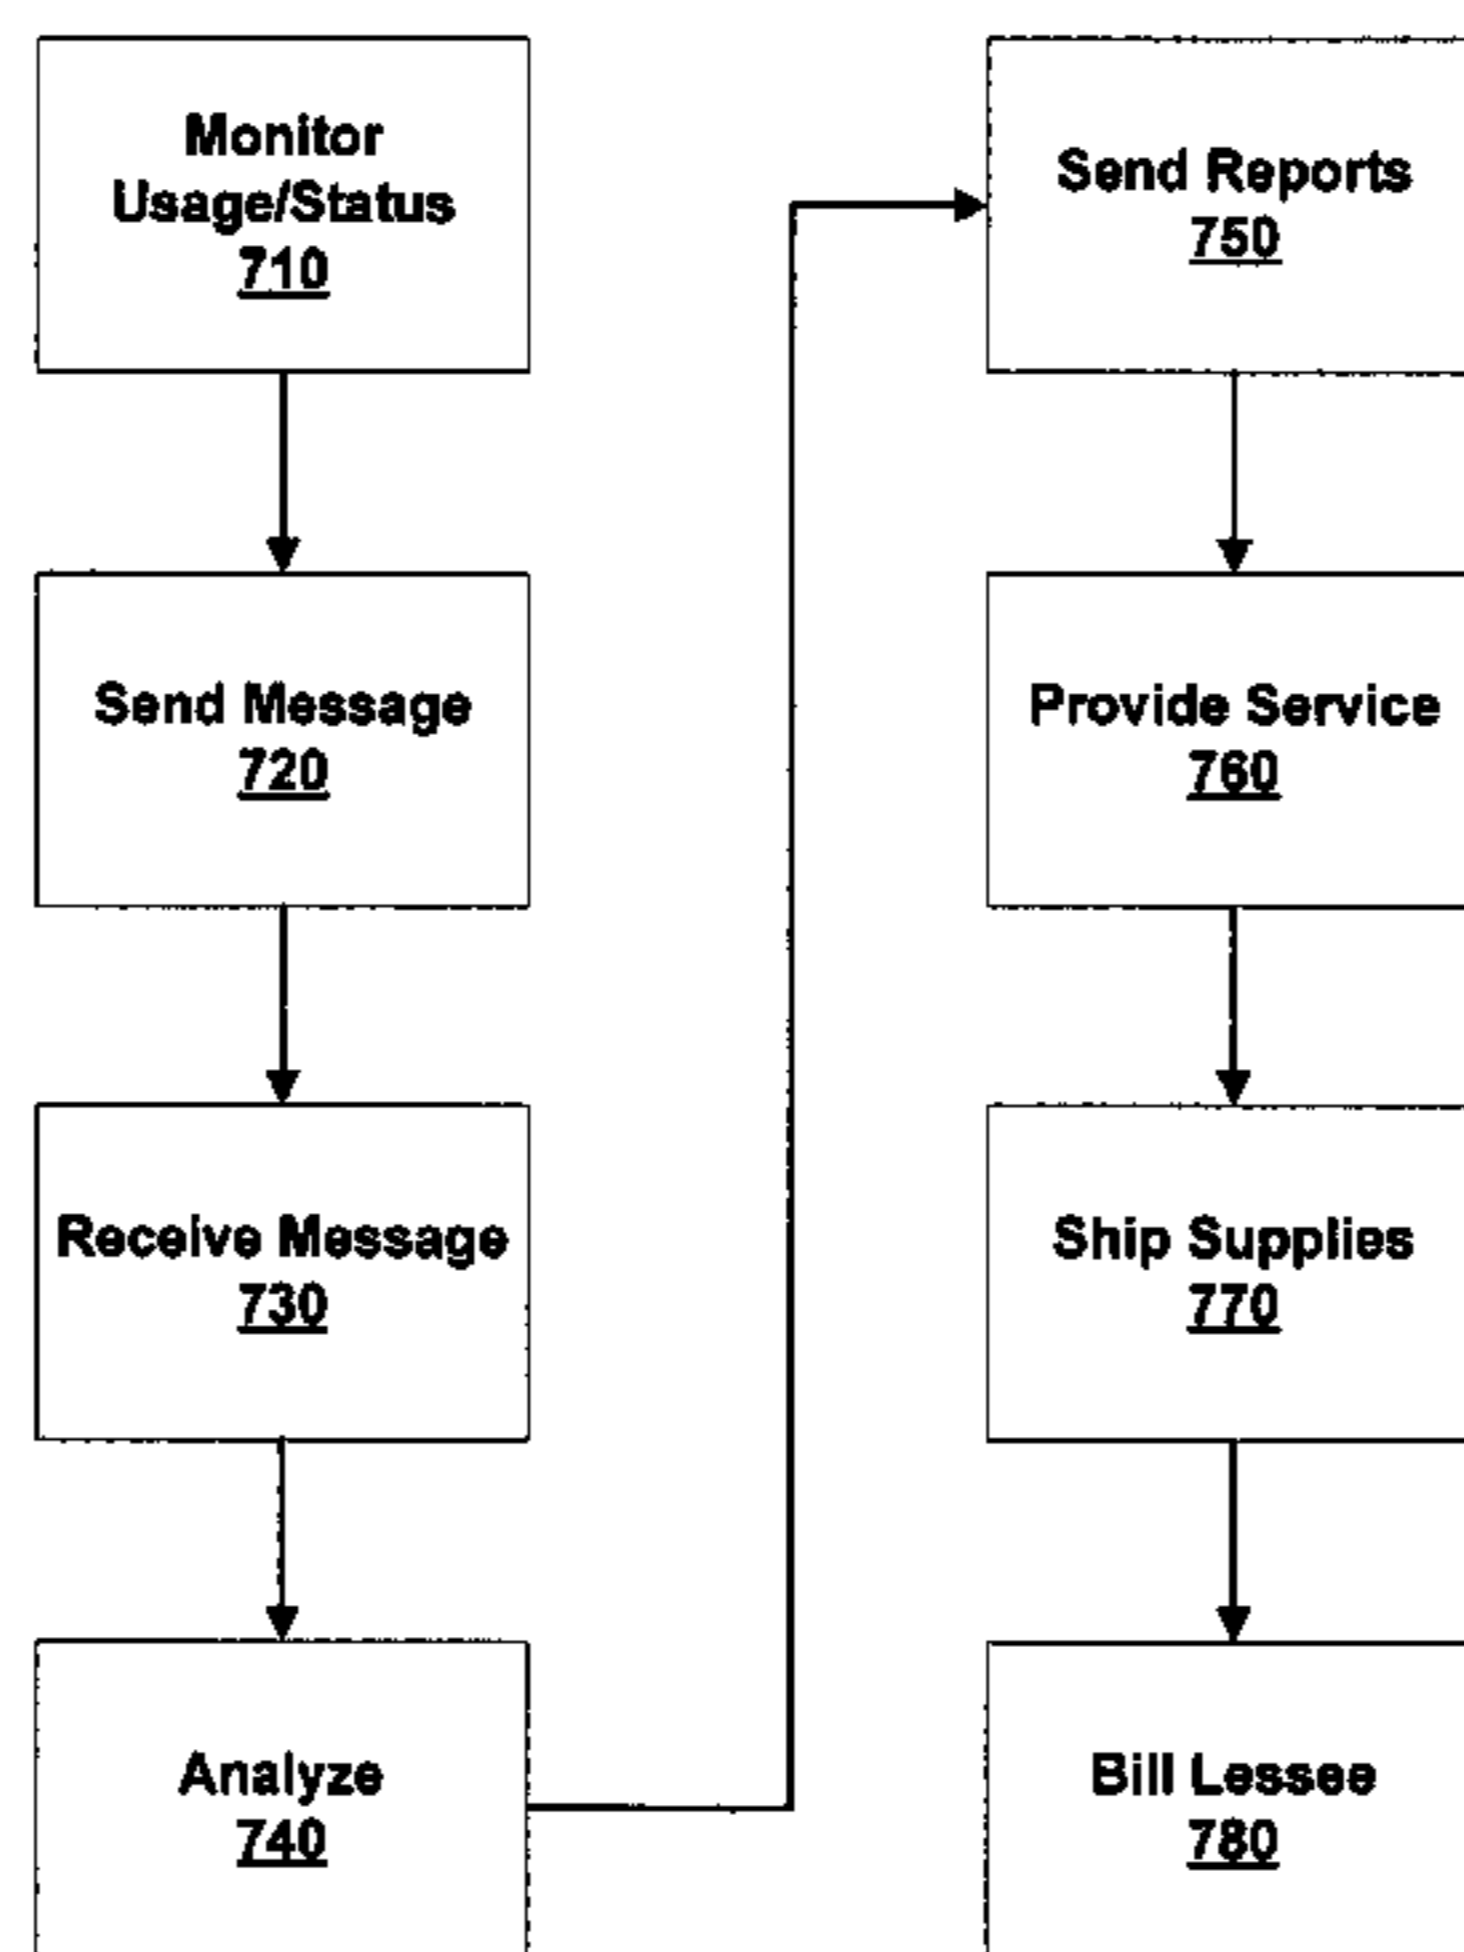 Monitor
Usage/Status
710
Send Message
720
Receive Message
730
Analyze
740
Send Reports
750
Provide Service
760
Ship Supplies
770
Bill Lessee
780